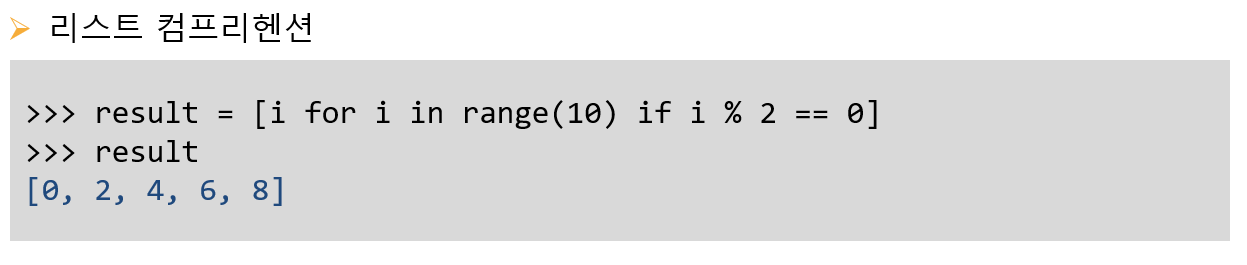 리스트 컴프리헨션
>>> result = [i for i in range(10) if i % 2 == 0]
>>> result
[0, 2, 4, 6, 8]